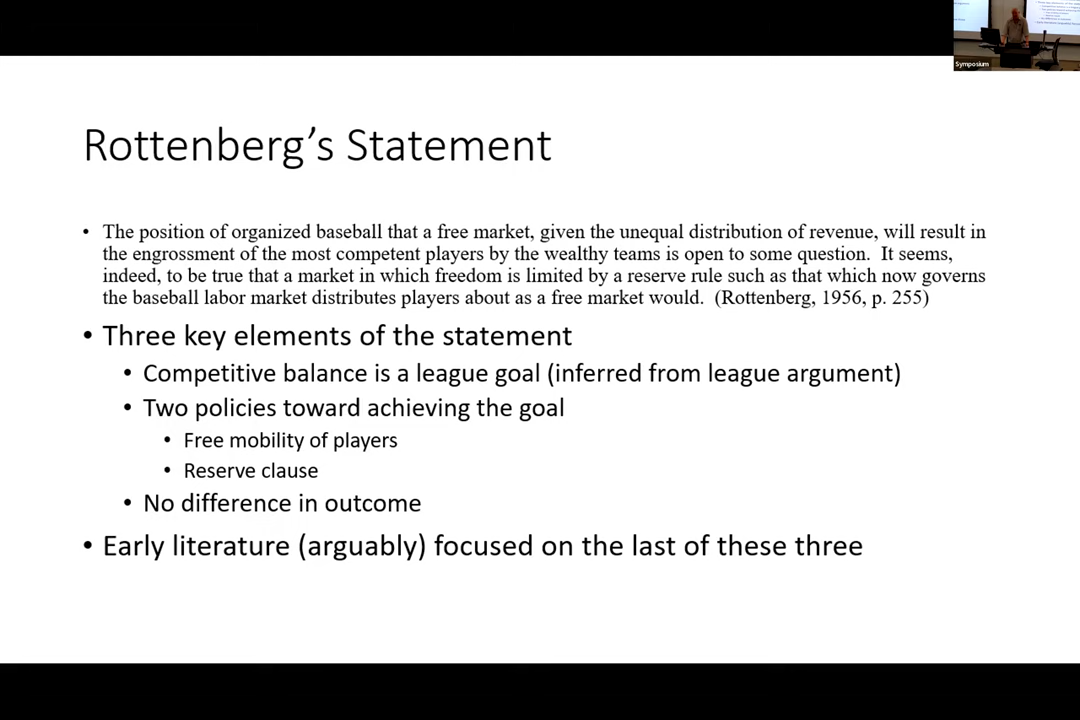 Symposium
Rottenberg’s Statement
• The position of organized baseball that a free market, given the unequal distribution of revenue, will result in
the engrossment of the most competent players by the wealthy teams is open to some question.  It seems,
indeed, to be true that a market in which freedom is limited by a reserve rule such as that which now governs
the baseball labor market distributes players about as a free market would.  (Rottenberg, 1956, p. 255)
• Three key elements of the statement
• Competitive balance is a league goal (inferred from league argument)
• Two policies toward achieving the goal
• Free mobility of players
• Reserve clause
• No difference in outcome
• Early literature (arguably) focused on the last of these three